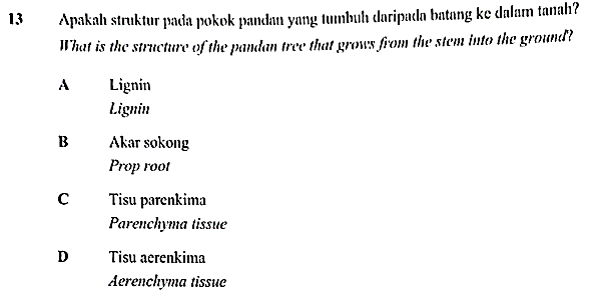 13 Apakah struktur pada pokok pandan yang tumbuh daripada batang ke dalam tanah?
What is the structure of the pandan tree that grows from the stem into the ground?
A Lignin
Lignin
B Akar sokong
Prop root
C Tisu parenkima
Parenchyma tissue
D Tisu aerenkima
Aerenchyma tissue